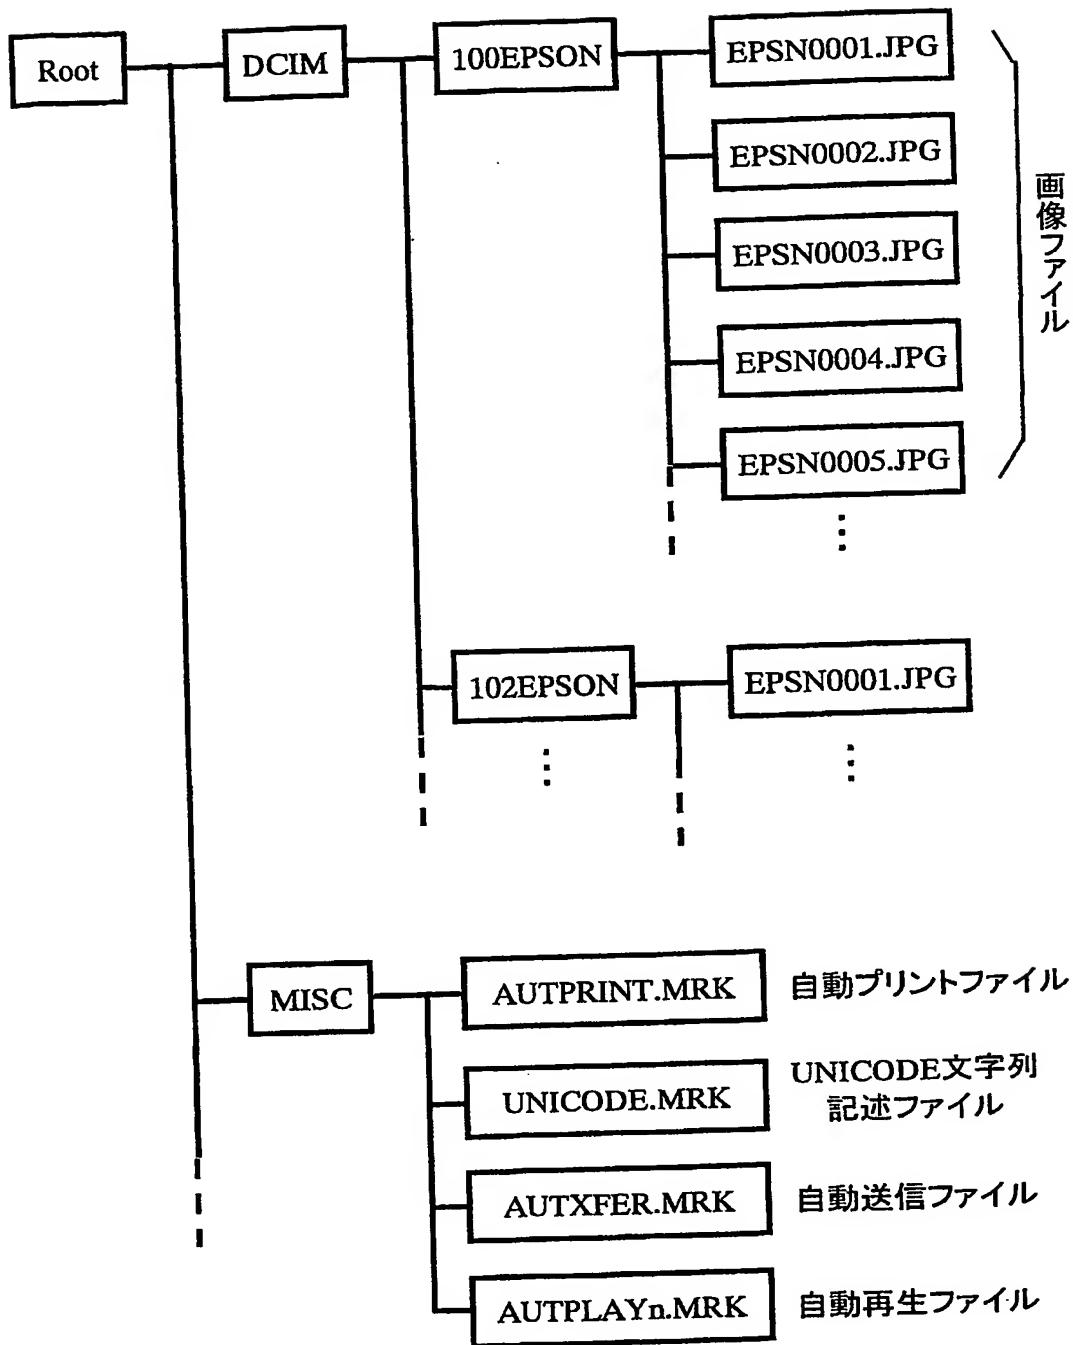 Root
DCIM
100EPSON
EPSN0001.JPG
EPSN0002.JPG
EPSN0003.JPG
EPSN0004.JPG
EPSN0005.JPG
画像ファイル
102EPSON
EPSN0001.JPG
MISC
AUTPRINT.MRK
自動プリントファイル
UNICODE.MRK
UNICODE文字列
記述ファイル
AUTXFER.MRK
自動送信ファイル
AUTPLAYn.MRK
自動再生ファイル